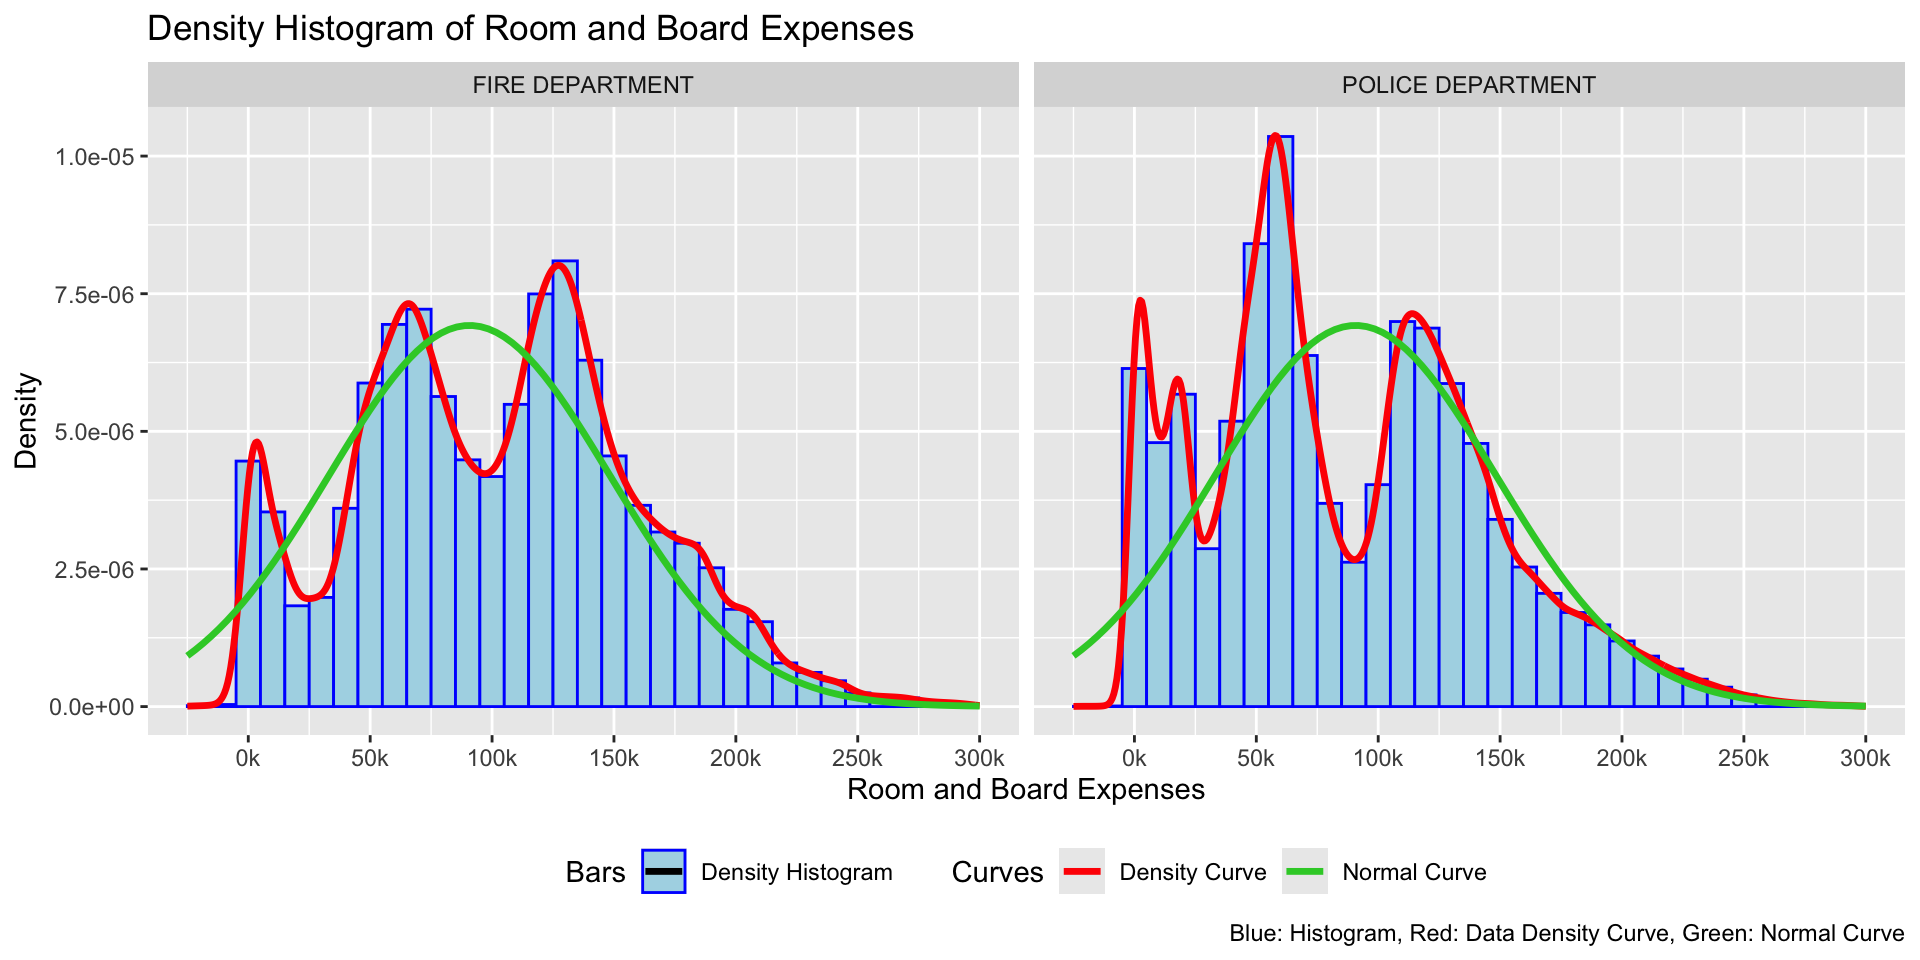 Density Histogram of Room and Board Expenses
FIRE DEPARTMENT
POLICE DEPARTMENT
Density
1.0e-05
7.5e-06
5.0e-06
2.5e-06
0.0e+00
0k 50k 100k 150k 200k 250k 300k
0k 50k 100k 150k 200k 250k 300k
Room and Board Expenses
Bars Density Histogram Curves Density Curve Normal Curve
Blue: Histogram, Red: Data Density Curve, Green: Normal Curve